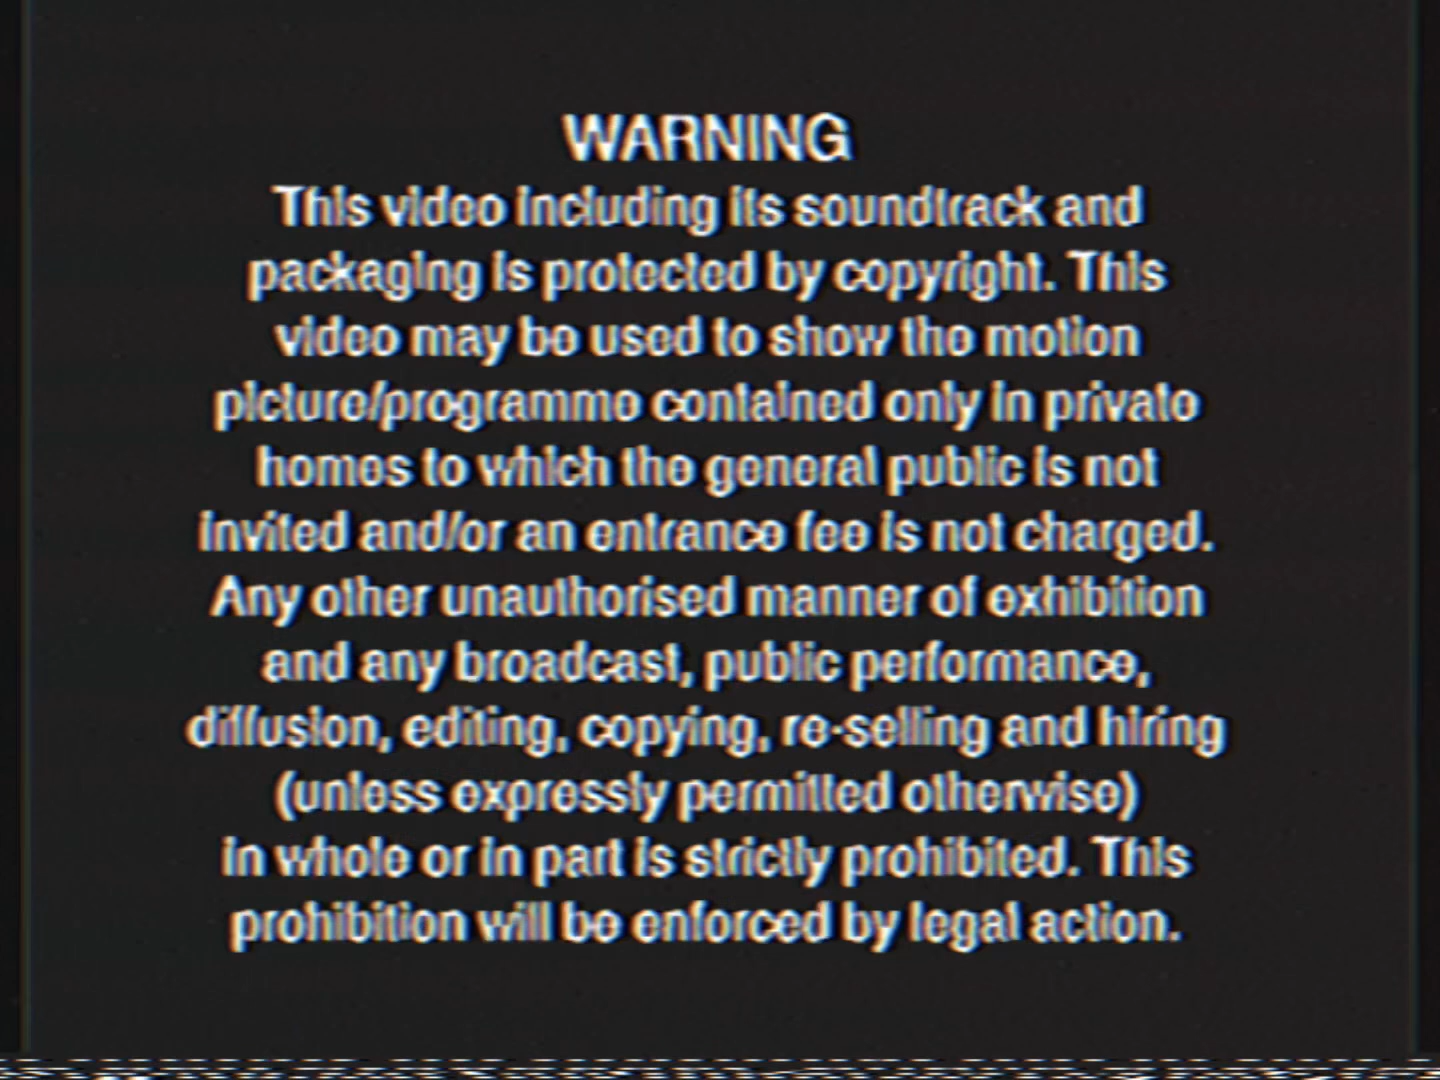 WARNING
This video including its soundtrack and
packaging is protected by copyright. This
video may be used to show the motion
picture/programme contained only in private
homes to which the general public is not
invited and/or an entrance fee is not charged.
Any other unauthorised manner of exhibition
and any broadcast, public performance,
diffusion, editing, copying, re-selling and hiring
(unless expressly permitted otherwise)
in whole or in part is strictly prohibited. This
prohibition will be enforced by legal action.